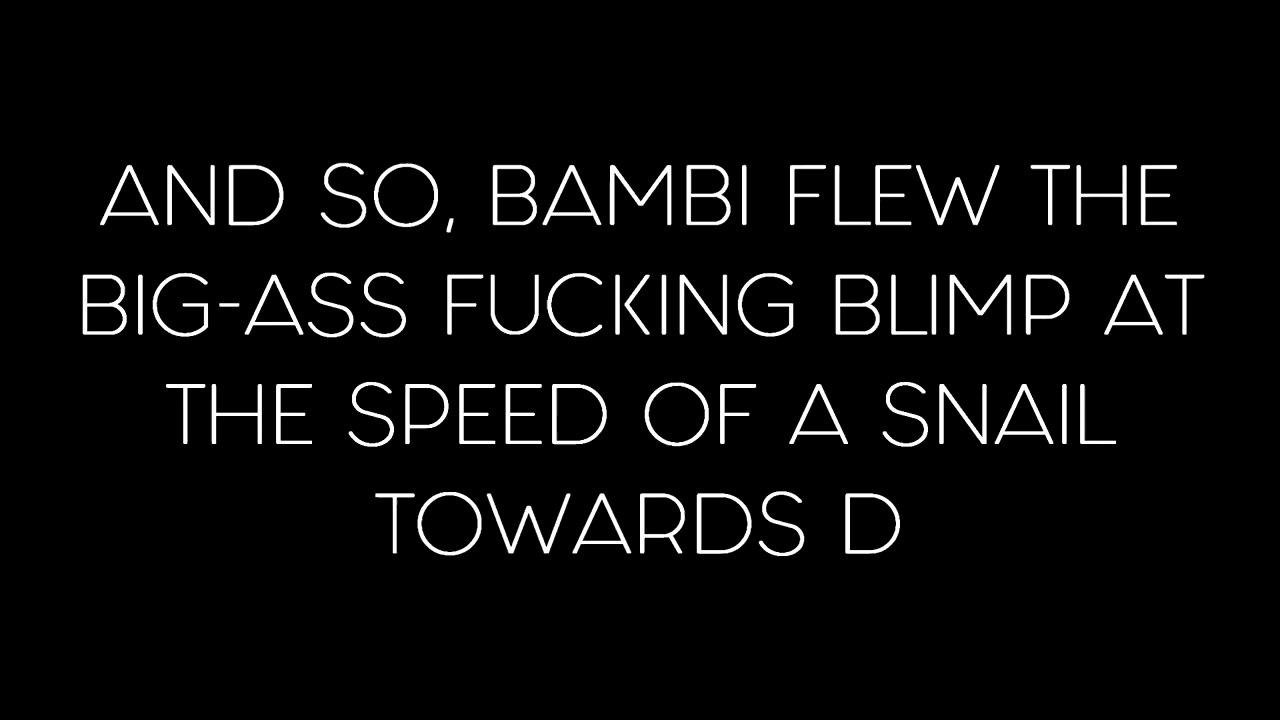 AND SO, BAMBI FLEW THE
BIG-ASS FUCKING BLIMP AT
THE SPEED OF A SNAIL
TOWARDS D